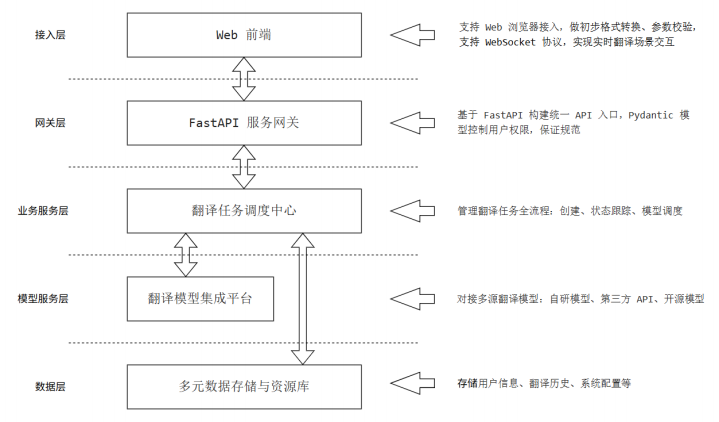 接入层
Web 前端
支持 Web 浏览器接入，做初步格式转换、参数校验，
支持 WebSocket 协议，实现实时翻译场景交互
网关层
FastAPI 服务网关
基于 FastAPI 构建统一 API 入口，Pydantic 模
型控制用户权限，保证规范
业务服务层
翻译任务调度中心
管理翻译任务全流程：创建、状态跟踪、模型调度
模型服务层
翻译模型集成平台
对接多源翻译模型：自研模型、第三方 API、开源模型
数据层
多元数据存储与资源库
存储用户信息、翻译历史、系统配置等